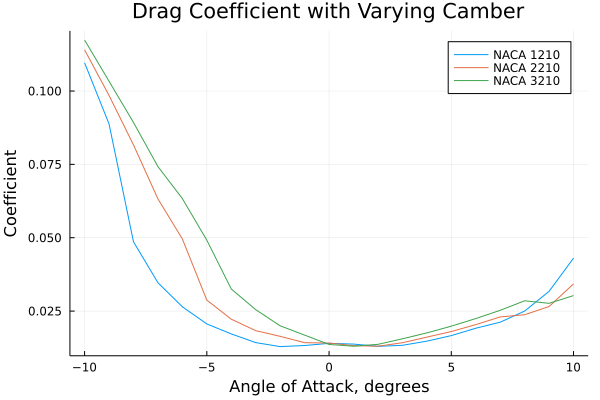 Drag Coefficient with Varying Camber
NACA 1210
NACA 2210
NACA 3210
0.100
0.075
0.050
0.025
Coefficient
−10
−5
0
5
10
Angle of Attack, degrees